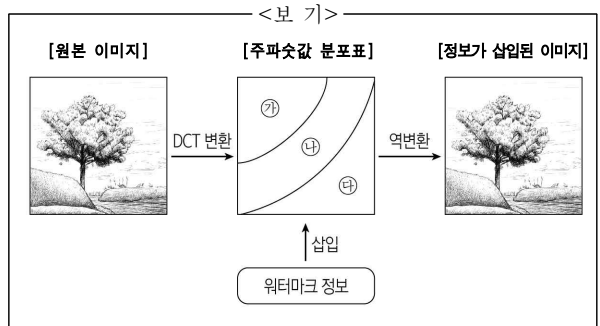 <보 기>
[원본 이미지] [주파숫값 분포표] [정보가 삽입된 이미지]
㉮
DCT 변환 ㉯ 역변환
㉰
삽입
워터마크 정보